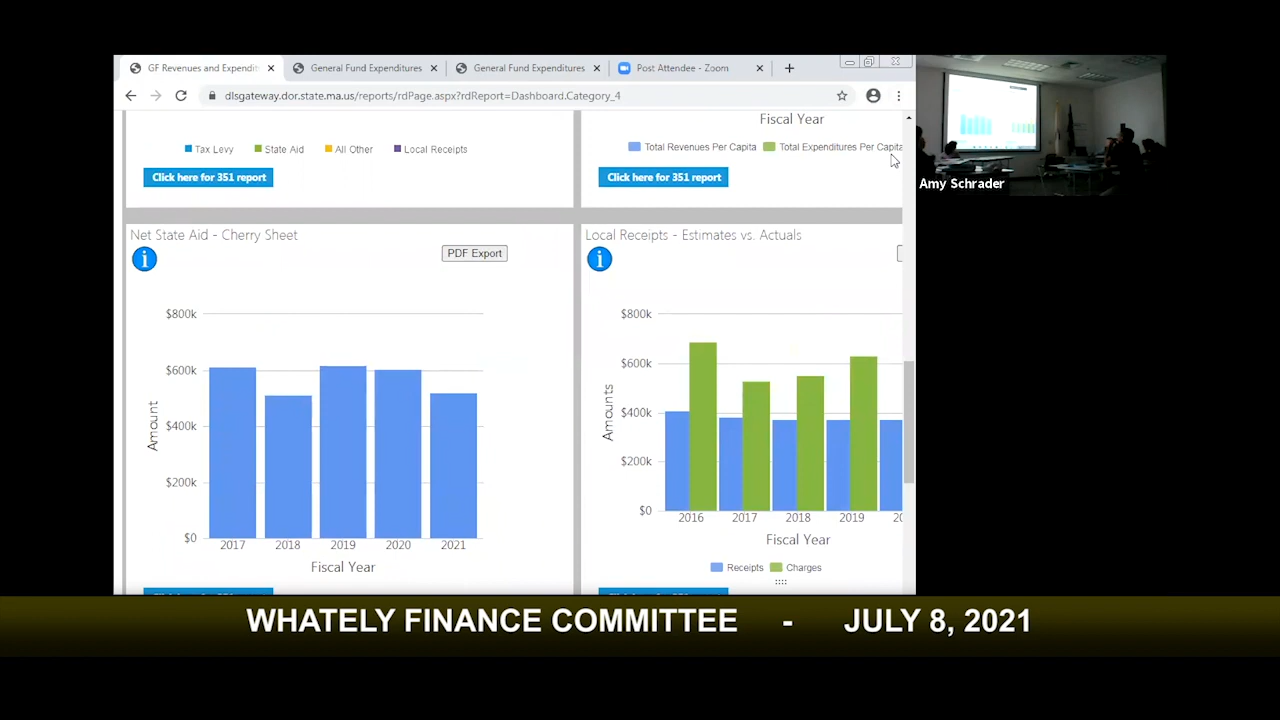 GF Revenues and Expendit
General Fund Expenditures
General Fund Expenditures
Post Attendee - Zoom
dlsgateway.dor.state.ma.us/reports/rdPage.aspx?rdReport=Dashboard.Category_4
Tax Levy
State Aid
All Other
Local Receipts
Click here for 351 report
Fiscal Year
Total Revenues Per Capita
Total Expenditures Per Capita
Click here for 351 report
Amy Schrader
Net State Aid - Cherry Sheet
i
PDF Export
$800k
$600k
$400k
$200k
$0
Amount
2017 2018 2019 2020 2021
Fiscal Year
Local Receipts - Estimates vs. Actuals
i
$800k
$600k
$400k
$200k
$0
Amounts
2016 2017 2018 2019 20
Fiscal Year
Receipts
Charges
WHATELY FINANCE COMMITTEE - JULY 8, 2021